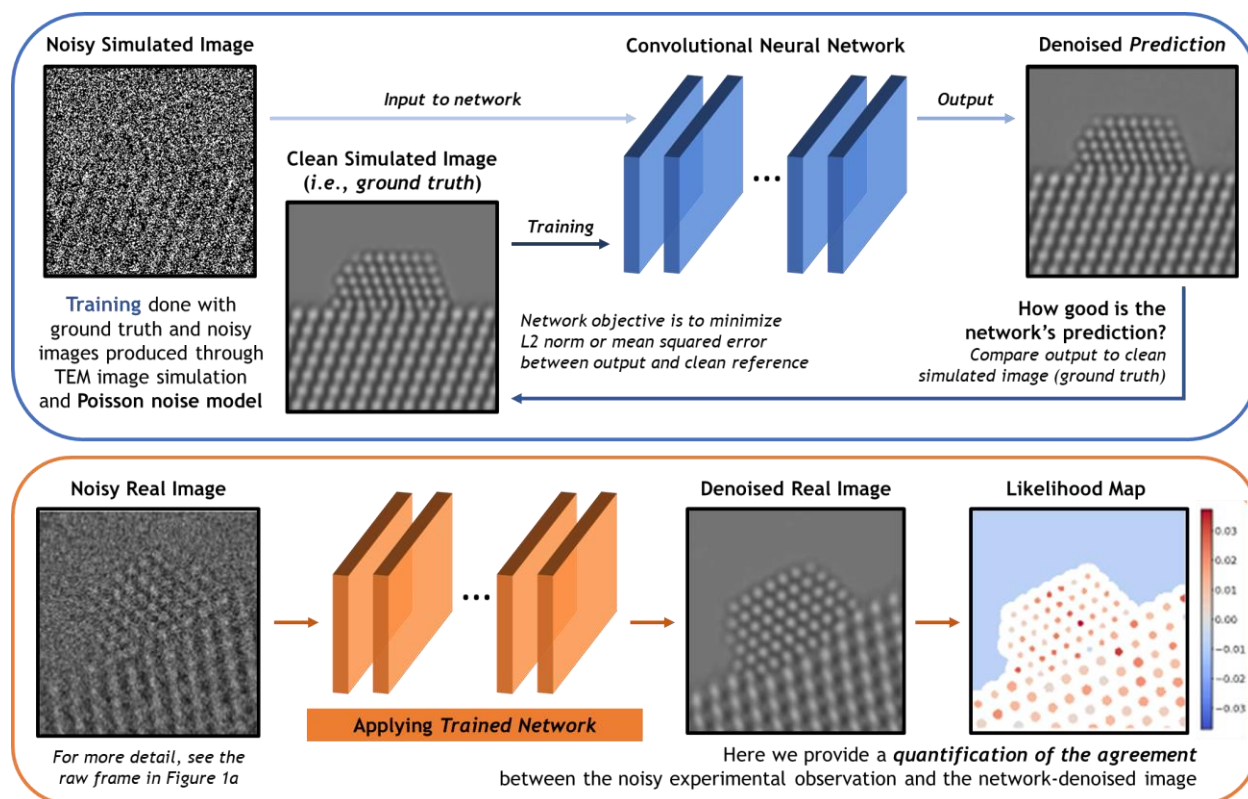 Noisy Simulated Image
Convolutional Neural Network
Denoised Prediction
Input to network
Output
Clean Simulated Image
(i.e., ground truth)
Training
•••
Training done with
ground truth and noisy
images produced through
TEM image simulation
and Poisson noise model
Network objective is to minimize
L2 norm or mean squared error
between output and clean reference
How good is the
network's prediction?
Compare output to clean
simulated image (ground truth)
Noisy Real Image
Denoised Real Image
Likelihood Map
•••
0.03
0.02
0.01
0.00
−0.01
−0.02
−0.03
Applying Trained Network
For more detail, see the
raw frame in Figure 1a
Here we provide a quantification of the agreement
between the noisy experimental observation and the network-denoised image